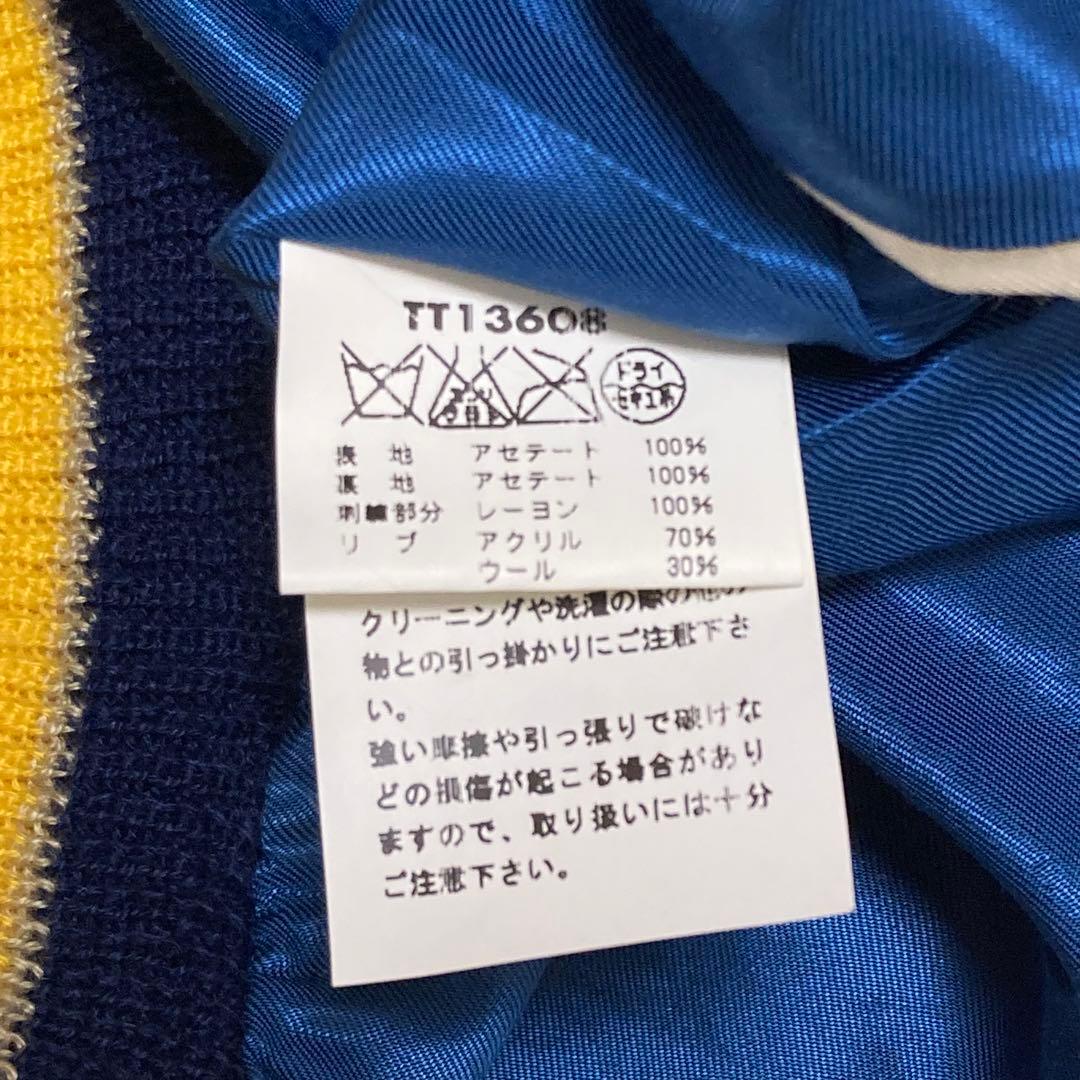 TT13608
ドライ
セキユ系
表 地 アセテート 100%
裏 地 アセテート 100%
刺繍部分 レーヨン 100%
リ ブ アクリル 70%
ウール 30%
クリーニングや洗濯の際の他の
物との引っ掛かりにご注意下さ
い。
強い摩擦や引っ張りで破けな
どの損傷が起こる場合があり
ますので、取り扱いには十分
ご注意下さい。